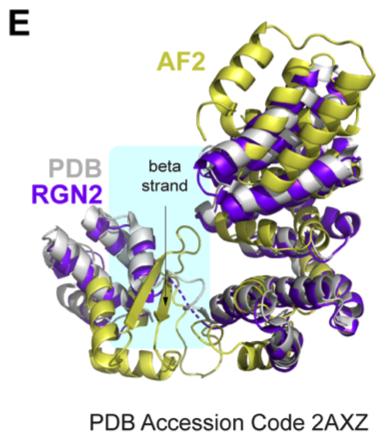 E
AF2
PDB
RGN2
beta
strand
PDB Accession Code 2AXZ